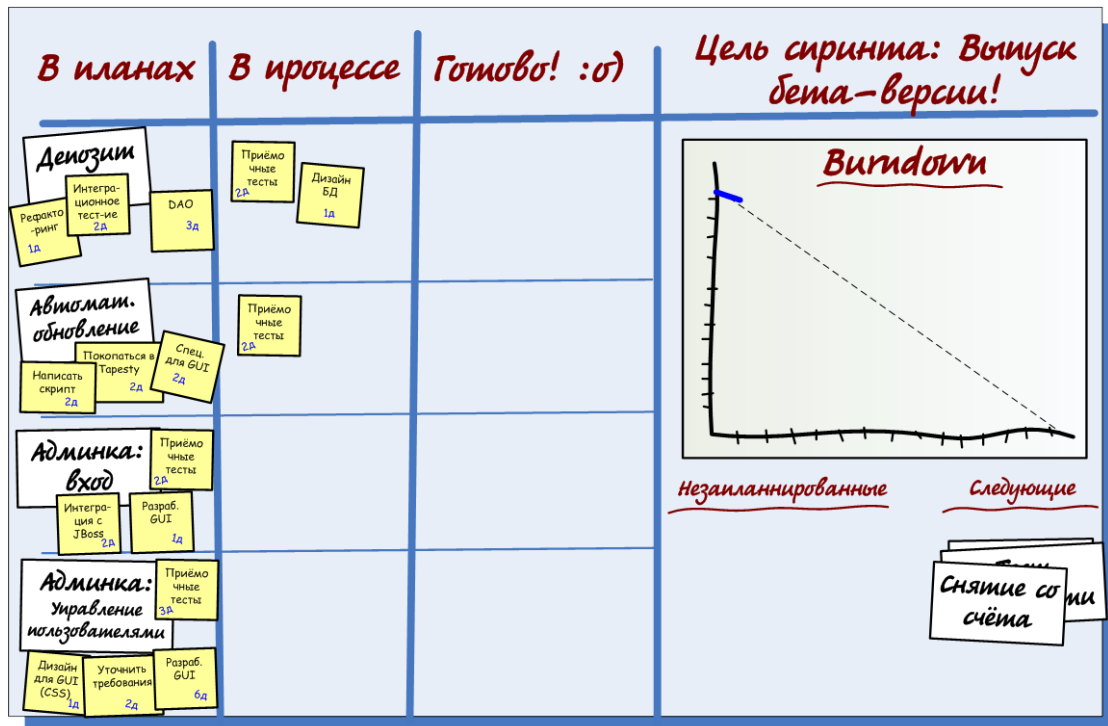 В планах
В процессе
Готово! :о)
Цель спринта: Выпуск
бета-версии!
Депозит
Рефакто
-ринг
1д
Интегра-
ционное
тест-ие
2д
DAO
3д
Приёмо
чные
тесты
2д
Дизайн
БД
1д
Автомат.
обновление
Написать
скрипт
2д
Покопаться в
Tapesty
2д
Спец.
для GUI
2д
Приёмо
чные
тесты
2д
Админка:
вход
Приёмо
чные
тесты
2д
Интегра-
ция с
JBoss
2д
Разраб.
GUI
1д
Админка:
Управление
пользователями
Приёмо
чные
тесты
3д
Дизайн
для GUI
(CSS)
1д
Уточнить
требования
2д
Разраб.
GUI
6д
Burndown
Незапланнированные
Следующие
Снятие со
счёта